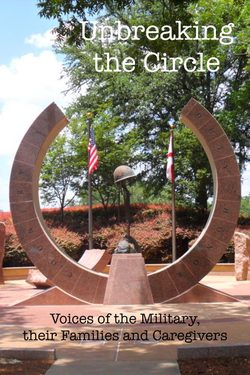 Unbreaking
the Circle
Voices of the Military,
their Families and Caregivers